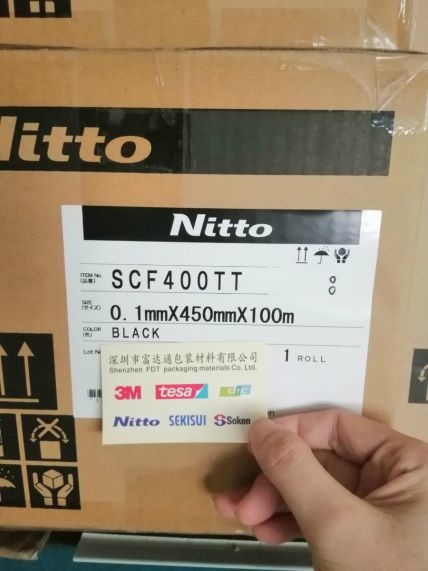 Nitto
Nitto
ITEM No.
(品番)
SCF400TT
SIZE
(サイズ)
0.1mmX450mmX100m
COLOR
(色)
BLACK
Lot No
1 ROLL
深圳市富达通包装材料有限公司
Shenzhen FDT packaging materials Co. Ltd.
3M tesa dic
Nitto SEKISUI Soken